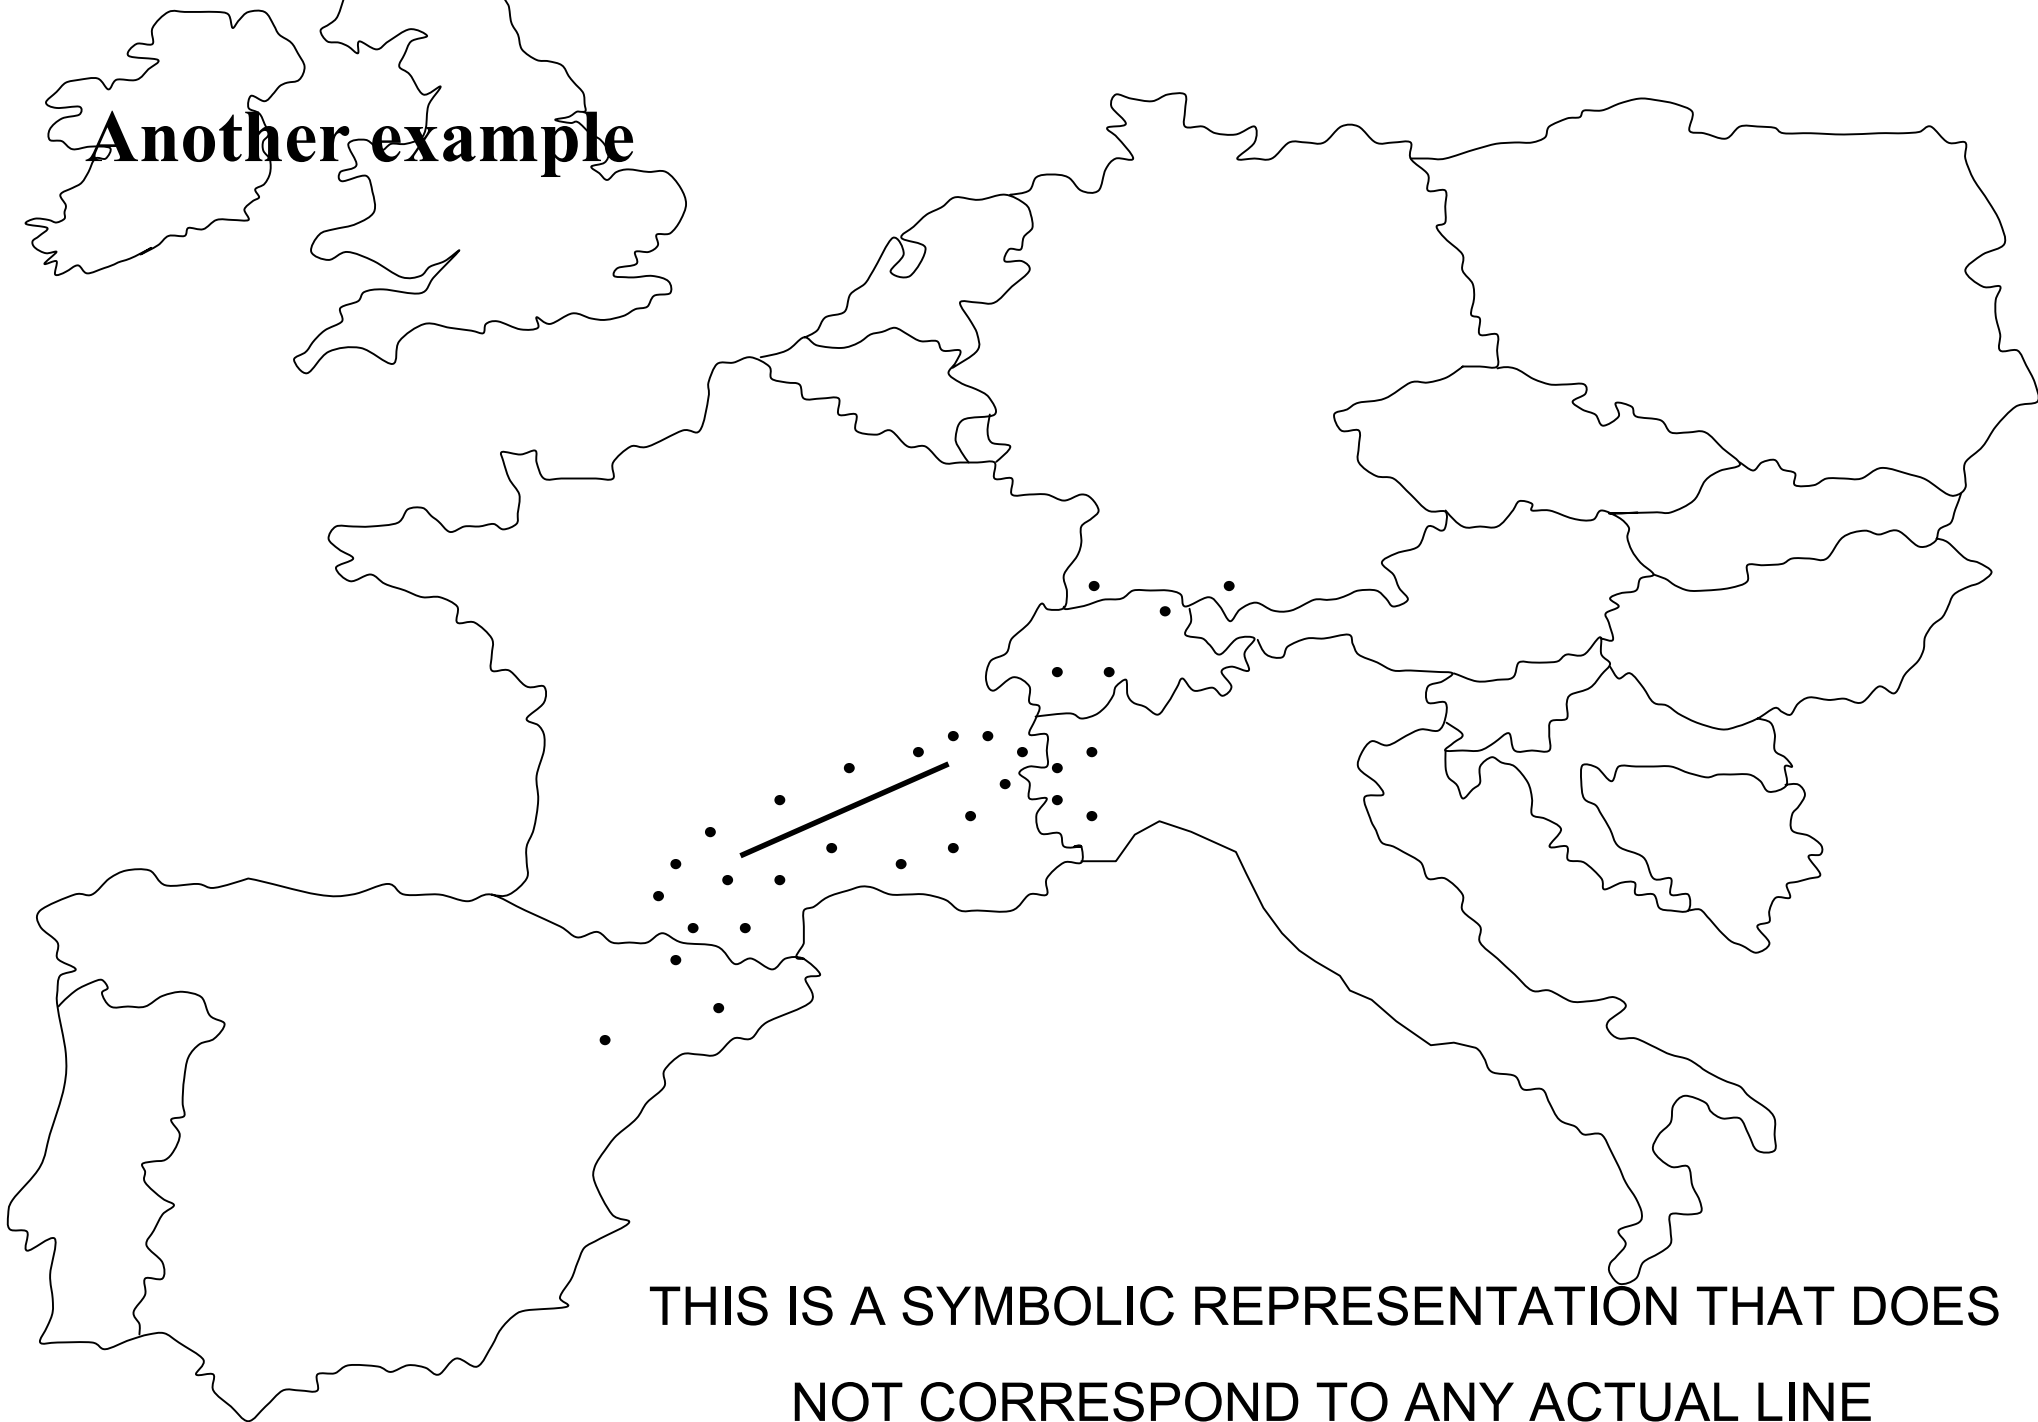 Another example
THIS IS A SYMBOLIC REPRESENTATION THAT DOES
NOT CORRESPOND TO ANY ACTUAL LINE